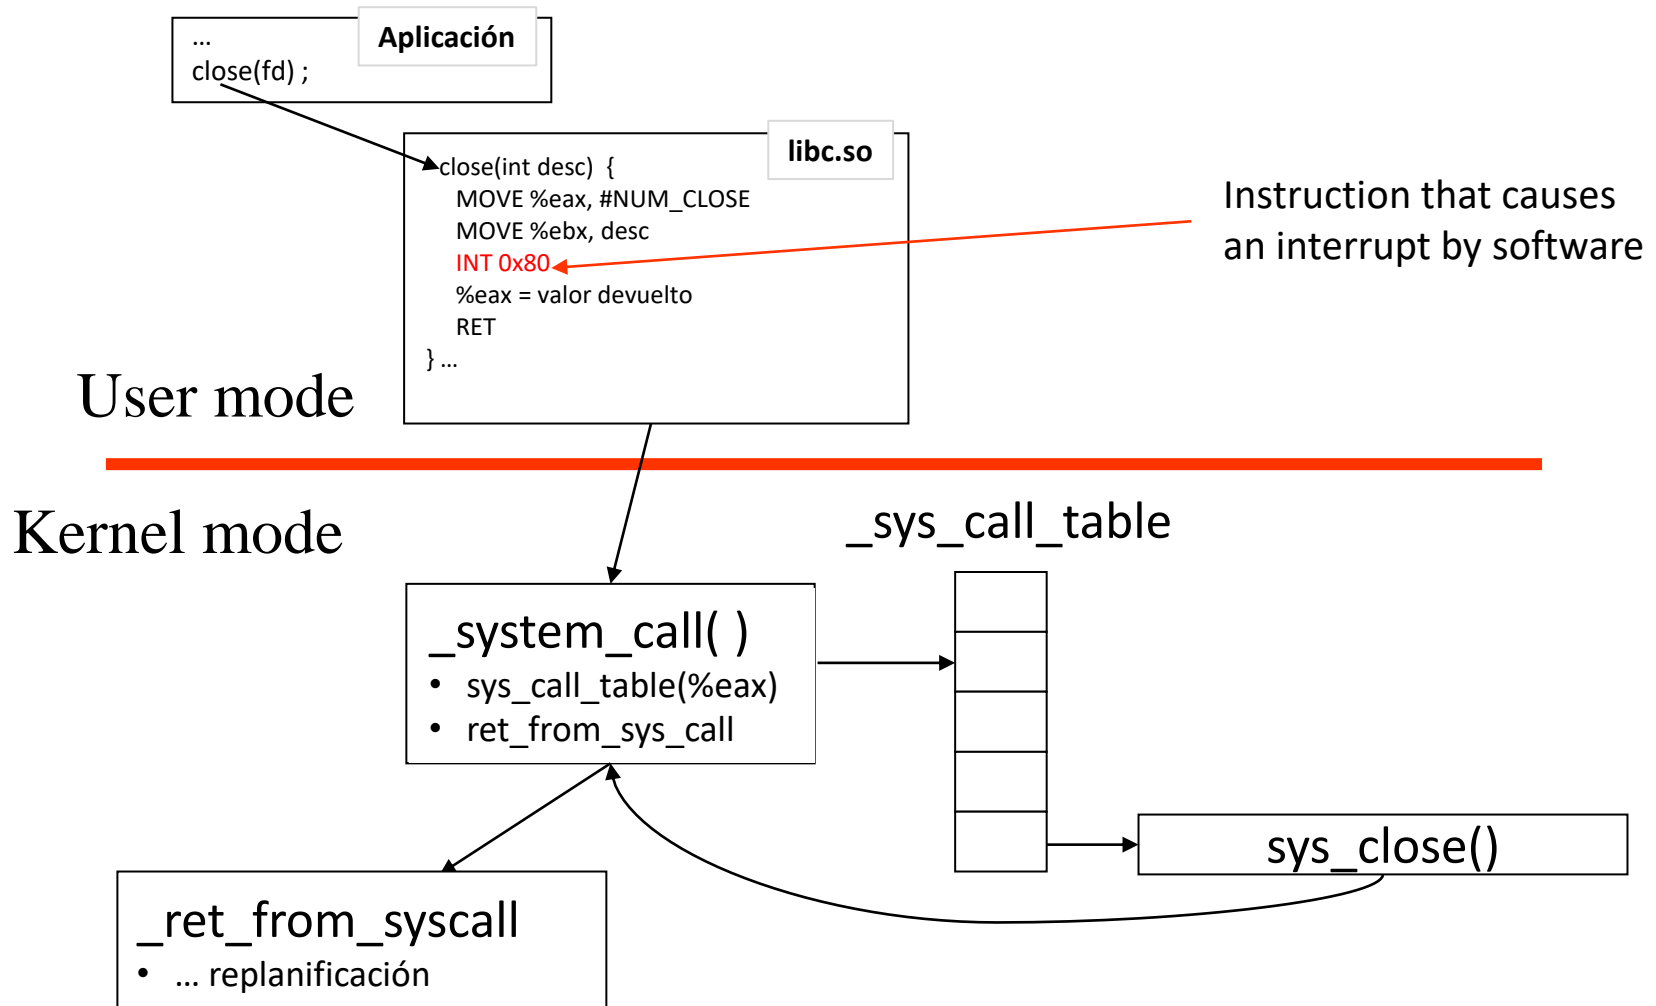 ...
Aplicación
close(fd) ;
libc.so
close(int desc) {
MOVE %eax, #NUM_CLOSE
MOVE %ebx, desc
INT 0x80
%eax = valor devuelto
RET
} ...
Instruction that causes
an interrupt by software
User mode
Kernel mode
_sys_call_table
_system_call( )
• sys_call_table(%eax)
• ret_from_sys_call
sys_close()
_ret_from_syscall
• ... replanificación